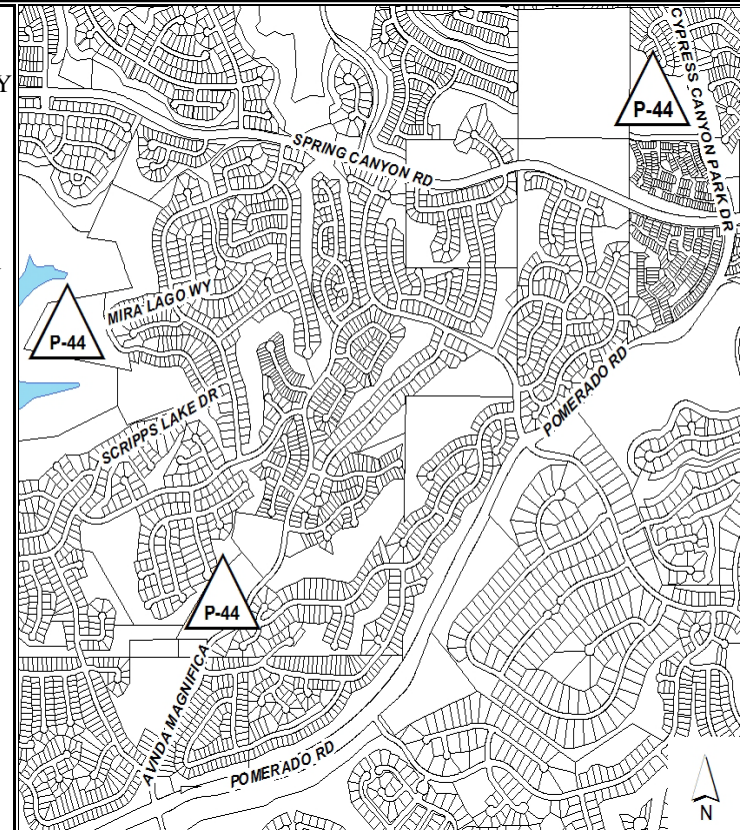 Y
CYPRESS CANYON PARK DR
P-44
SPRING CANYON RD
MIRA LAGO WY
P-44
POMERADO RD
SCRIPPS LAKE DR
P-44
AVNDA MAGNIFICA
POMERADO RD
N